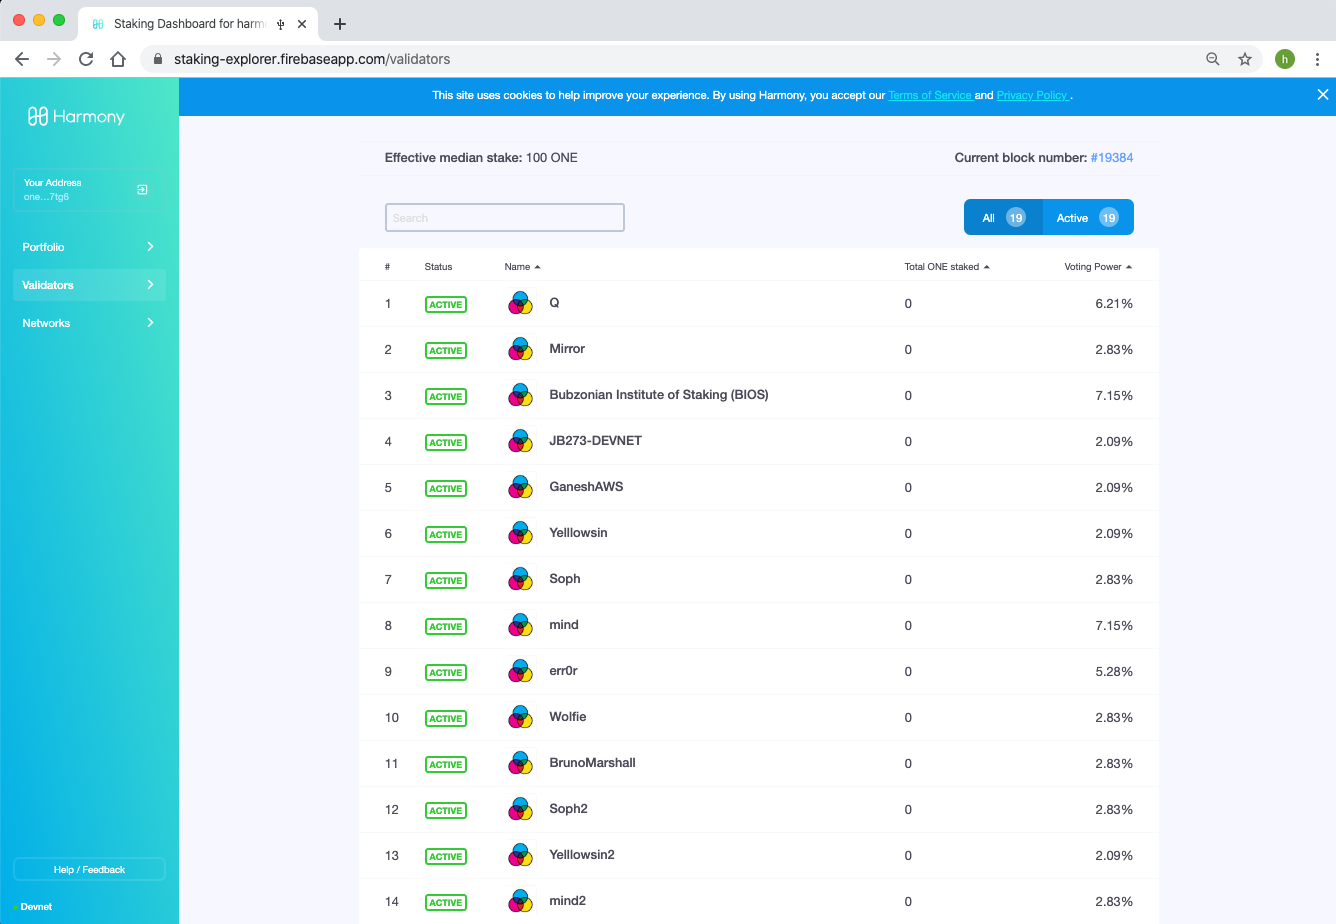 Staking Dashboard for harm
staking-explorer.firebaseapp.com/validators
h
Harmony
This site uses cookies to help improve your experience. By using Harmony, you accept our Terms of Service and Privacy Policy .
Your Address
one...7tg6
Portfolio
Validators
Networks
Help / Feedback
Devnet
Effective median stake: 100 ONE
Current block number: #19384
Search
All 19 Active 19
# Status Name Total ONE staked Voting Power
1 ACTIVE Q 0 6.21%
2 ACTIVE Mirror 0 2.83%
3 ACTIVE Bubzonian Institute of Staking (BIOS) 0 7.15%
4 ACTIVE JB273-DEVNET 0 2.09%
5 ACTIVE GaneshAWS 0 2.09%
6 ACTIVE Yelllowsin 0 2.09%
7 ACTIVE Soph 0 2.83%
8 ACTIVE mind 0 7.15%
9 ACTIVE err0r 0 5.28%
10 ACTIVE Wolfie 0 2.83%
11 ACTIVE BrunoMarshall 0 2.83%
12 ACTIVE Soph2 0 2.83%
13 ACTIVE Yelllowsin2 0 2.09%
14 ACTIVE mind2 0 2.83%